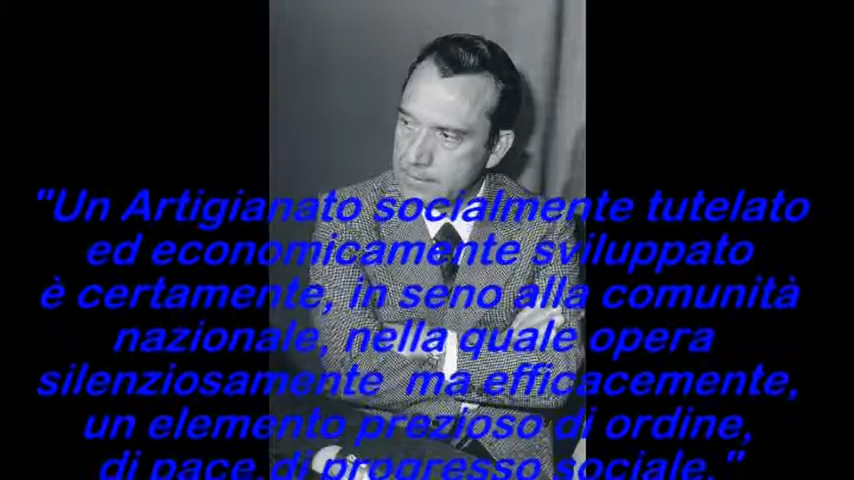 "Un Artigianato socialmente tutelato
ed economicamente sviluppato
è certamente, in seno alla comunità
nazionale, nella quale opera
silenziosamente ma efficacemente,
un elemento prezioso di ordine,
di pace,di progresso sociale."